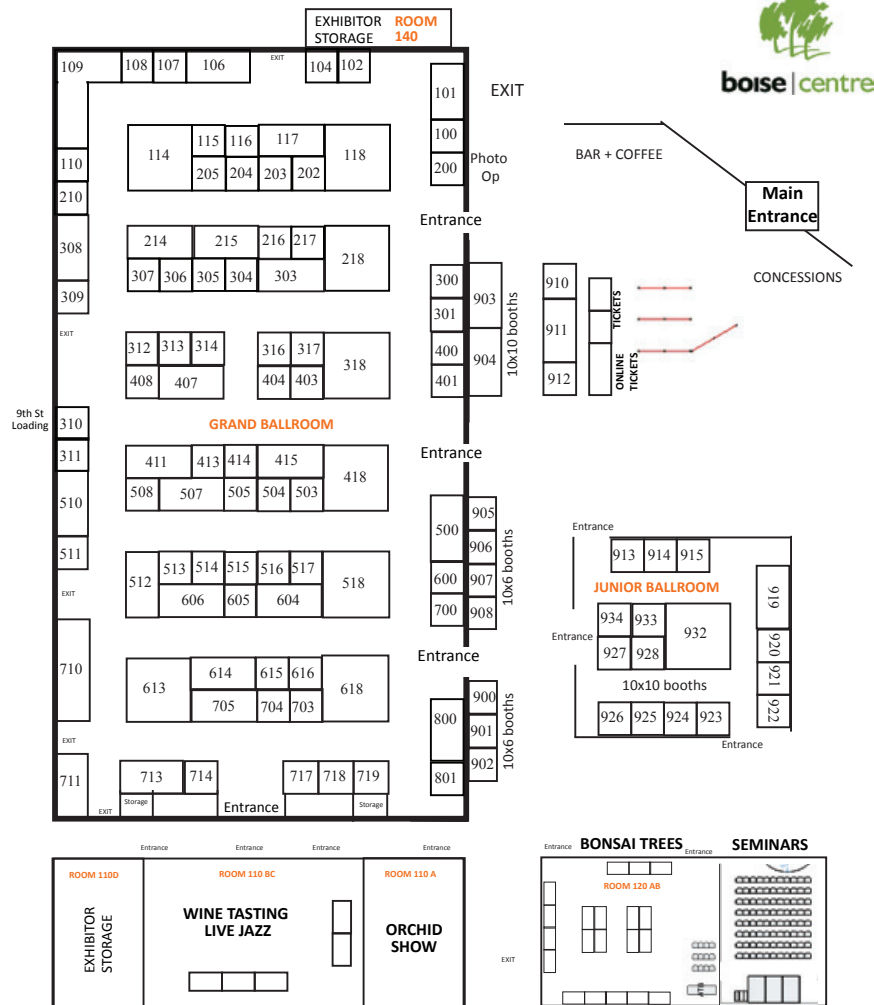 EXHIBITOR ROOM
STORAGE 140
boise|centre
109 108 107 106 EXIT 104 102
101 EXIT
100
200 Photo
Op
BAR + COFFEE
Main
Entrance
CONCESSIONS
115 116 117
114 118
205 204 203 202
110
210
Entrance
214 215 216 217
218
307 306 305 304 303
308
309
EXIT
300
301
400
401
903
904
10x10 booths
910
911
912
TICKETS
ONLINE
TICKETS
312 313 314 316 317
318
408 407 404 403
9th St
Loading
310
311
510
511
EXIT
GRAND BALLROOM
Entrance
411 413 414 415
418
508 507 505 504 503
500
600
700
905
906
907
908
10x6 booths
513 514 515 516 517
512 518
606 605 604
Entrance
710
EXIT
711
EXIT
614 615 616
613 618
705 704 703
800
801
900
901
902
10x6 booths
713 714 717 718 719
Storage Entrance Storage
Entrance
913 914 915
JUNIOR BALLROOM
919
920
921
922
934 933
932
Entrance
927 928
10x10 booths
926 925 924 923
Entrance
Entrance Entrance Entrance Entrance
ROOM 110D
EXHIBITOR
STORAGE
ROOM 110 BC
WINE TASTING
LIVE JAZZ
ROOM 110 A
ORCHID
SHOW
EXIT
Entrance BONSAI TREES Entrance SEMINARS
ROOM 120 AB